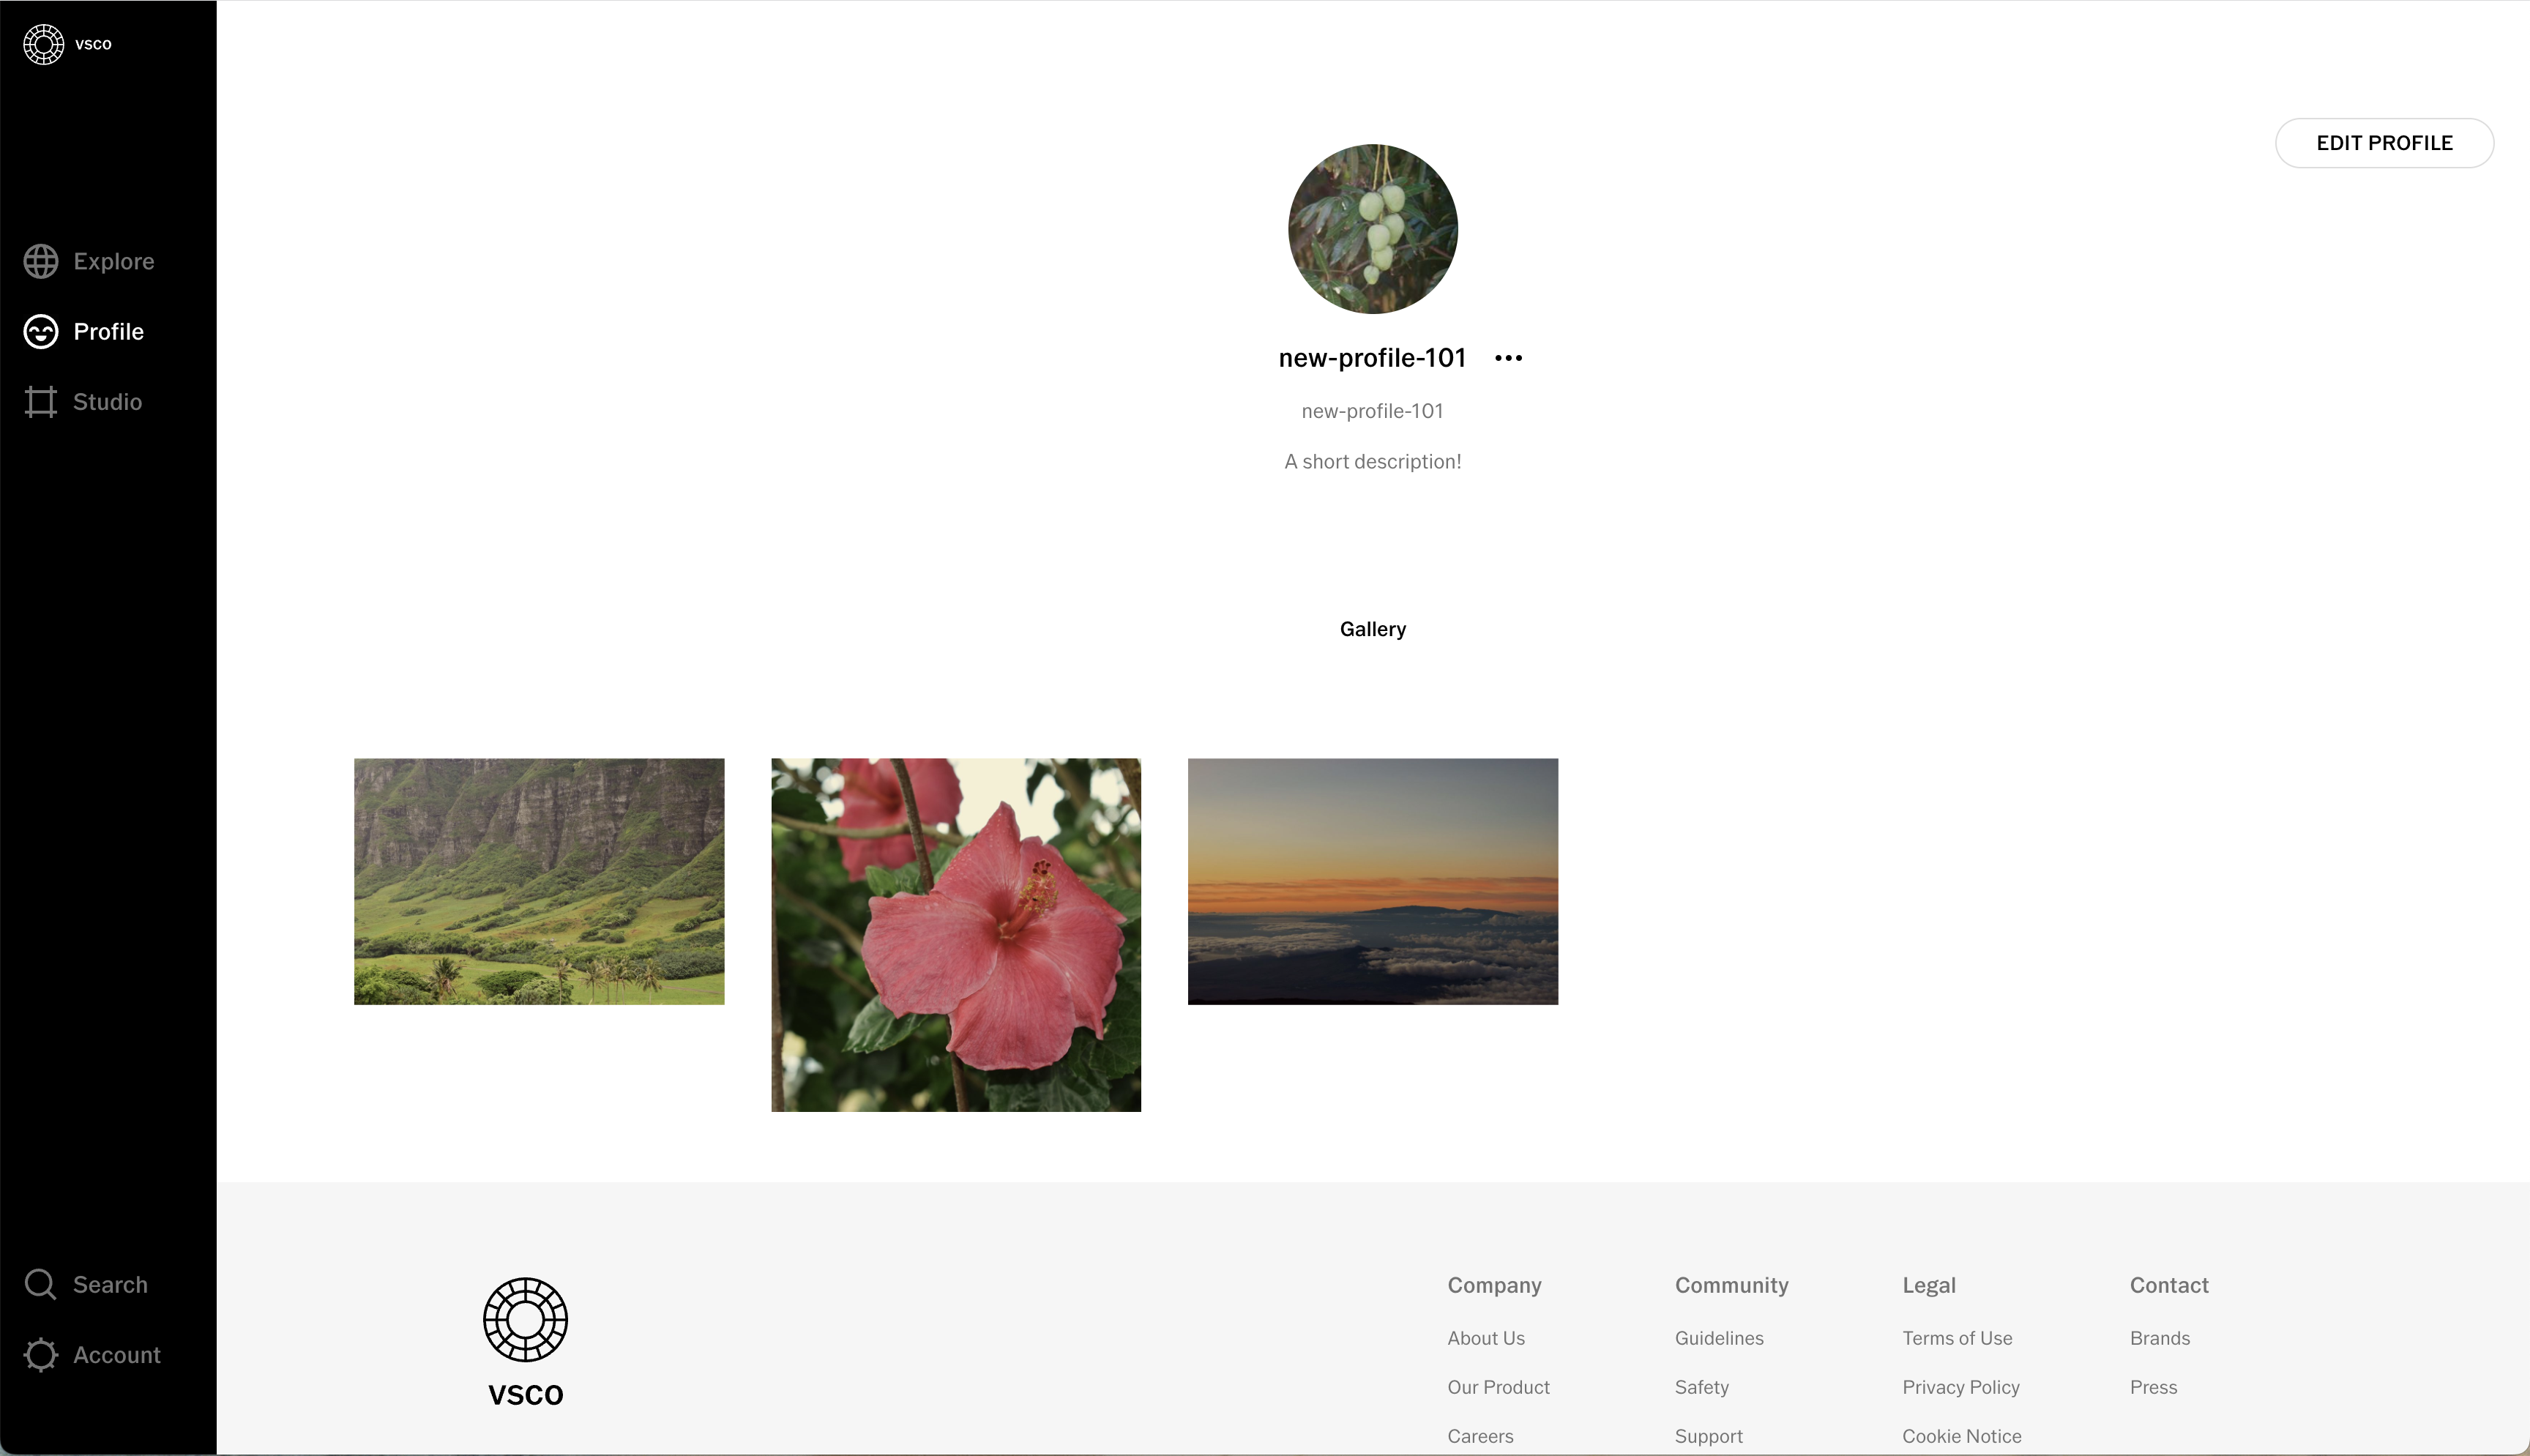 VSCO
Explore
Profile
Studio
EDIT PROFILE
new-profile-101
new-profile-101
A short description!
Gallery
Search
Account
VSCO
Company
About Us
Our Product
Careers
Community
Guidelines
Safety
Support
Legal
Terms of Use
Privacy Policy
Cookie Notice
Contact
Brands
Press